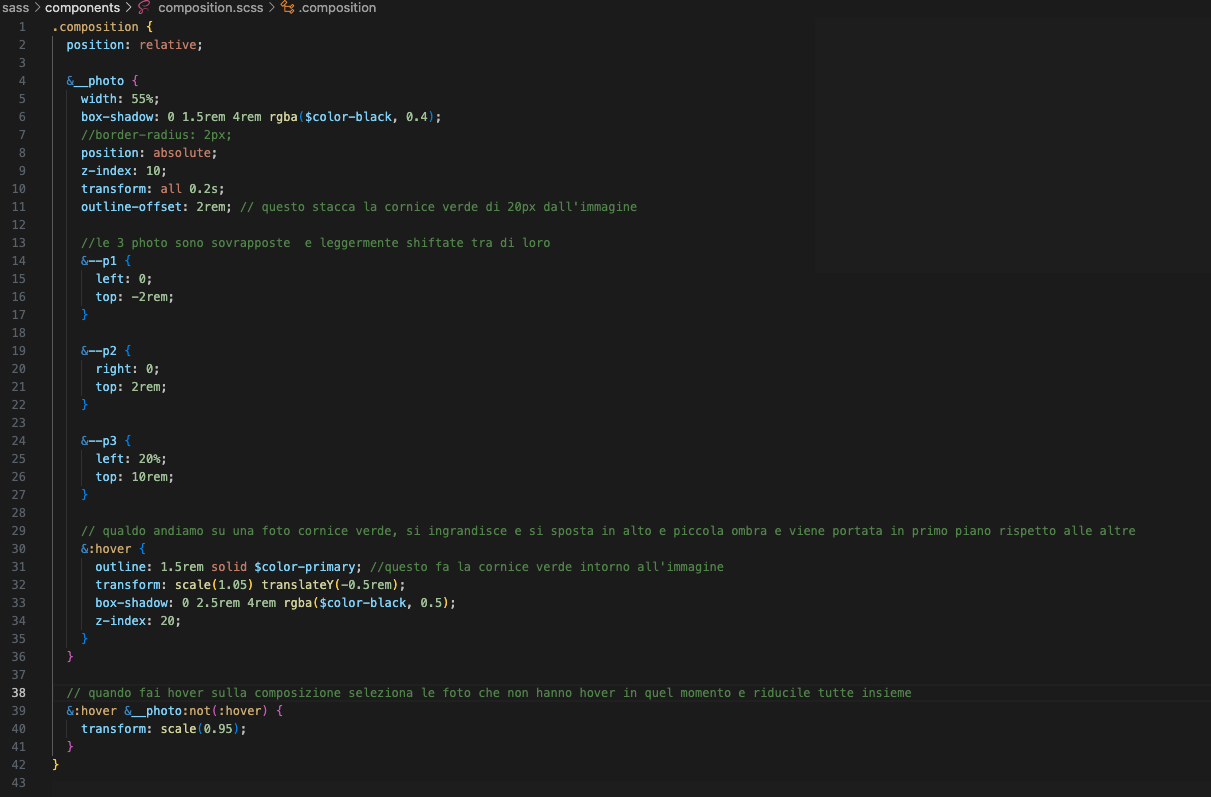 sass > components > composition.scss > .composition
1 .composition {
2 position: relative;
3
4 &__photo {
5 width: 55%;
6 box-shadow: 0 1.5rem 4rem rgba($color-black, 0.4);
7 //border-radius: 2px;
8 position: absolute;
9 z-index: 10;
10 transform: all 0.2s;
11 outline-offset: 2rem; // questo stacca la cornice verde di 20px dall'immagine
12
13 //le 3 photo sono sovrapposte  e leggermente shiftate tra di loro
14 &--p1 {
15 left: 0;
16 top: -2rem;
17 }
18
19 &--p2 {
20 right: 0;
21 top: 2rem;
22 }
23
24 &--p3 {
25 left: 20%;
26 top: 10rem;
27 }
28
29 // qualdo andiamo su una foto cornice verde, si ingrandisce e si sposta in alto e piccola ombra e viene portata in primo piano rispetto alle altre
30 &:hover {
31 outline: 1.5rem solid $color-primary; //questo fa la cornice verde intorno all'immagine
32 transform: scale(1.05) translateY(-0.5rem);
33 box-shadow: 0 2.5rem 4rem rgba($color-black, 0.5);
34 z-index: 20;
35 }
36 }
37
38 // quando fai hover sulla composizione seleziona le foto che non hanno hover in quel momento e riducile tutte insieme
39 &:hover &__photo:not(:hover) {
40 transform: scale(0.95);
41 }
42 }
43